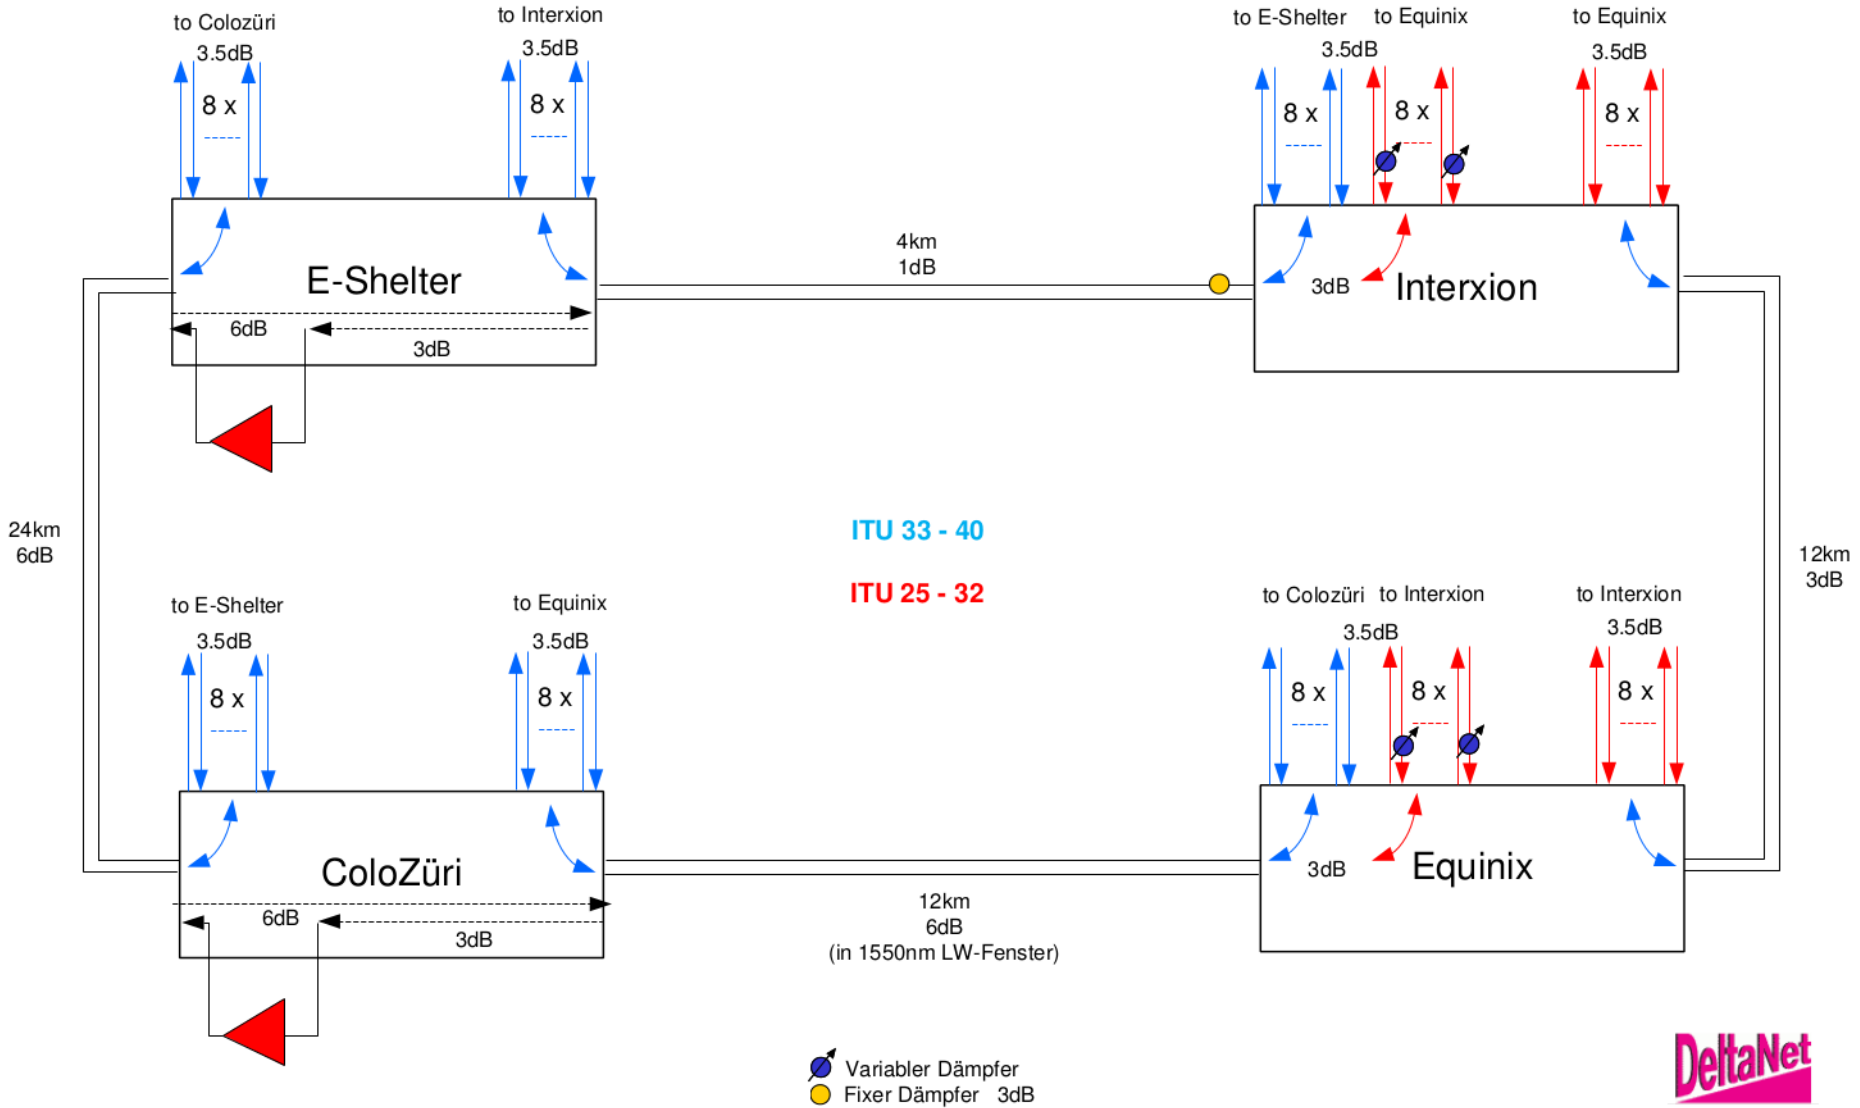 to Colozüri
3.5dB
8 x
to Interxion
3.5dB
8 x
to E-Shelter
to Equinix
3.5dB
8 x
8 x
to Equinix
3.5dB
8 x
E-Shelter
6dB
3dB
4km
1dB
3dB
Interxion
24km
6dB
ITU 33 - 40
ITU 25 - 32
12km
3dB
to E-Shelter
3.5dB
8 x
to Equinix
3.5dB
8 x
to Colozüri
to Interxion
3.5dB
8 x
8 x
to Interxion
3.5dB
8 x
ColoZüri
6dB
3dB
12km
6dB
(in 1550nm LW-Fenster)
3dB
Equinix
Variabler Dämpfer
Fixer Dämpfer 3dB
DeltaNet